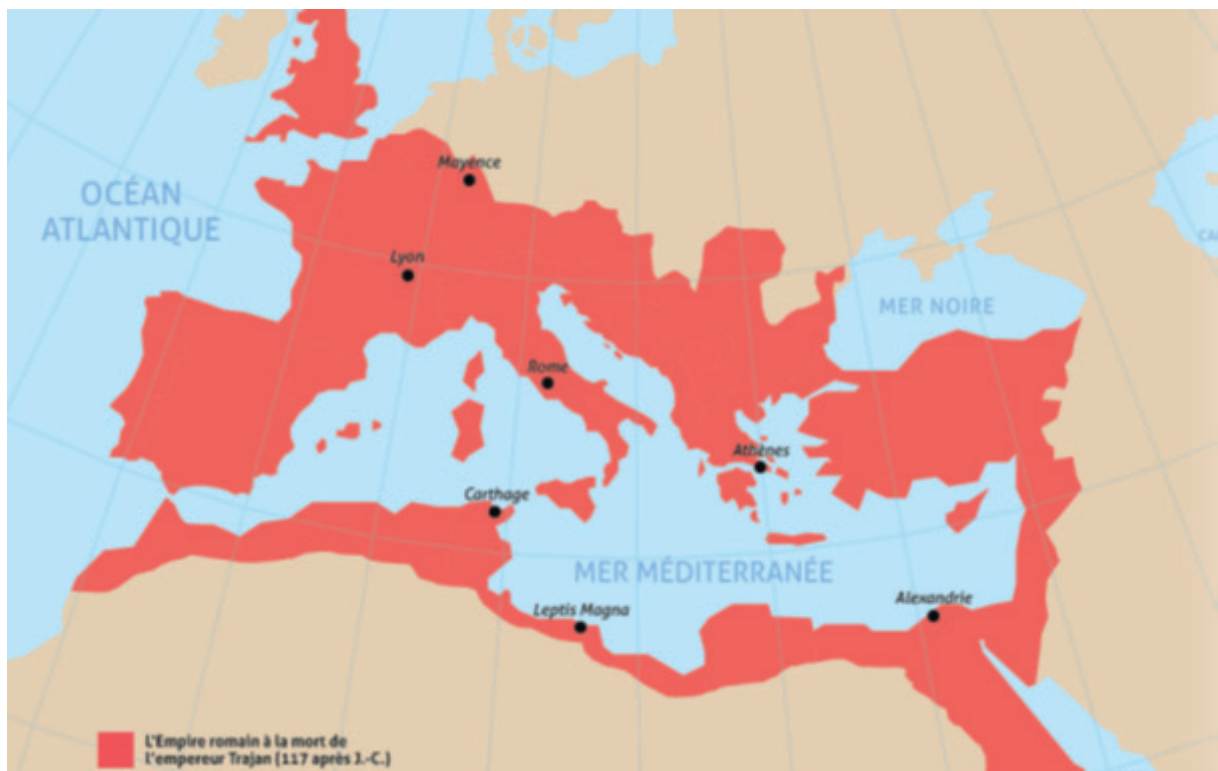 Mayence
OCÉAN
ATLANTIQUE
Lyon
MER NOIRE
Rome
Athènes
Carthage
MER MÉDITERRANÉE
Alexandrie
Leptis Magna
L'Empire romain à la mort de
l'empereur Trajan (117 après J.-C.)